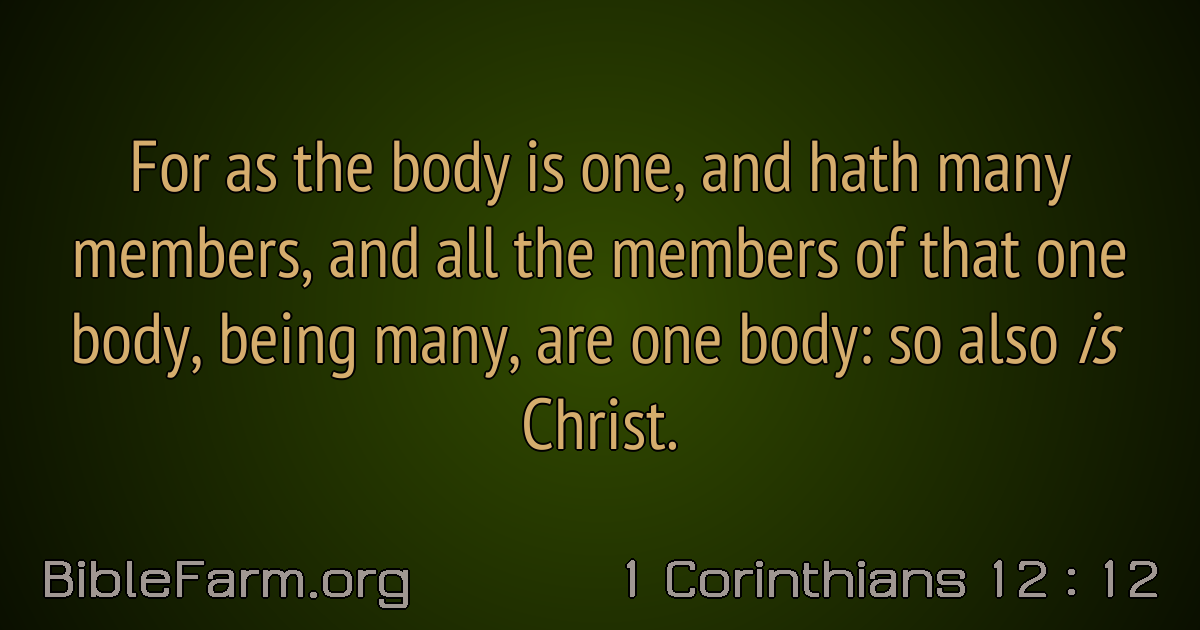 For as the body is one, and hath many
members, and all the members of that one
body, being many, are one body: so also is
Christ.
BibleFarm.org
1 Corinthians 12 : 12